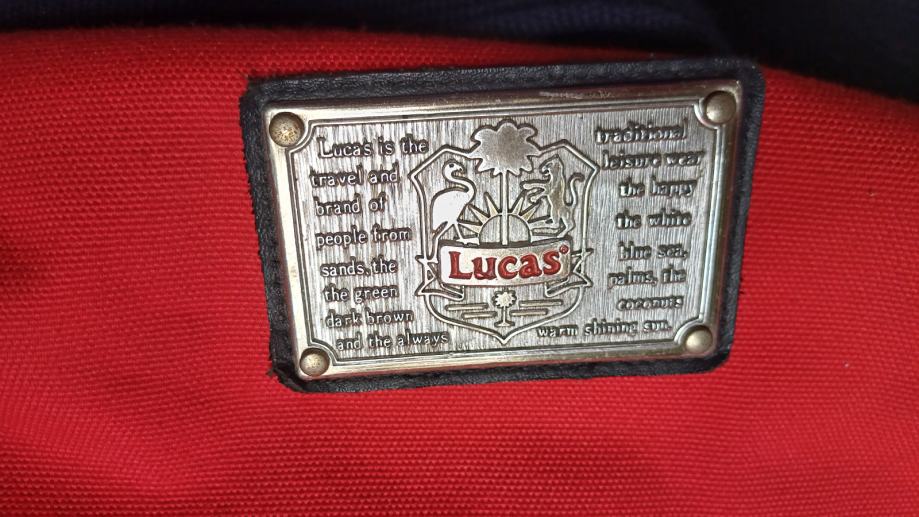 Lucas is the traditional
travel and leisure wear
brand of the happy
people from the white
sands, the blue sea,
the green palms, the
dark brown coconuts
and the always warm shining sun.
Lucas®